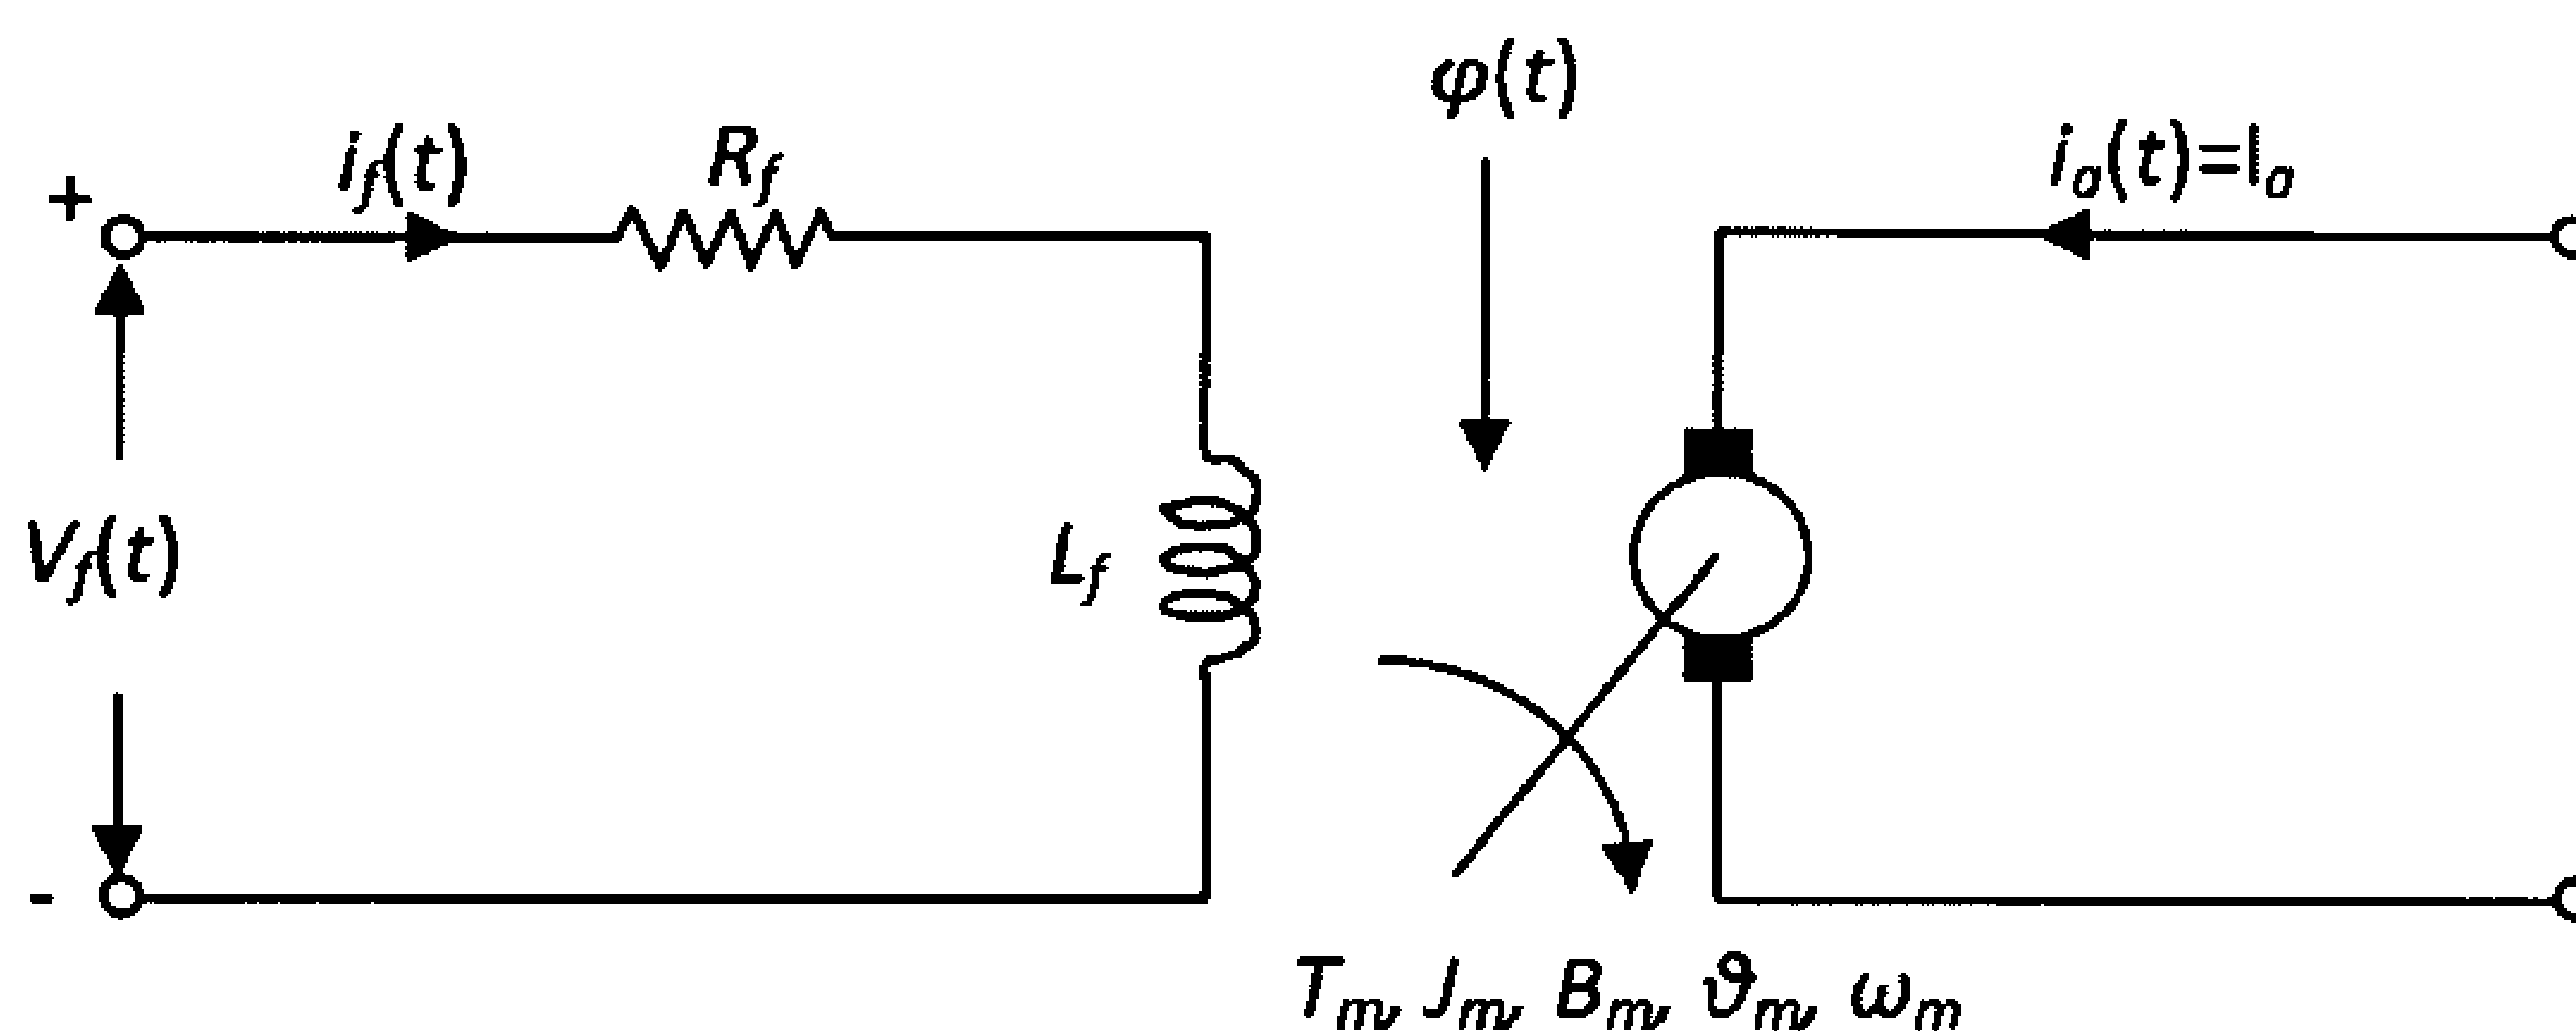 φ(t)
i_f(t)
R_f
i_a(t)=I_a
+
V_f(t)
L_f
-
T_m, J_m, B_m, ϑ_m, ω_m